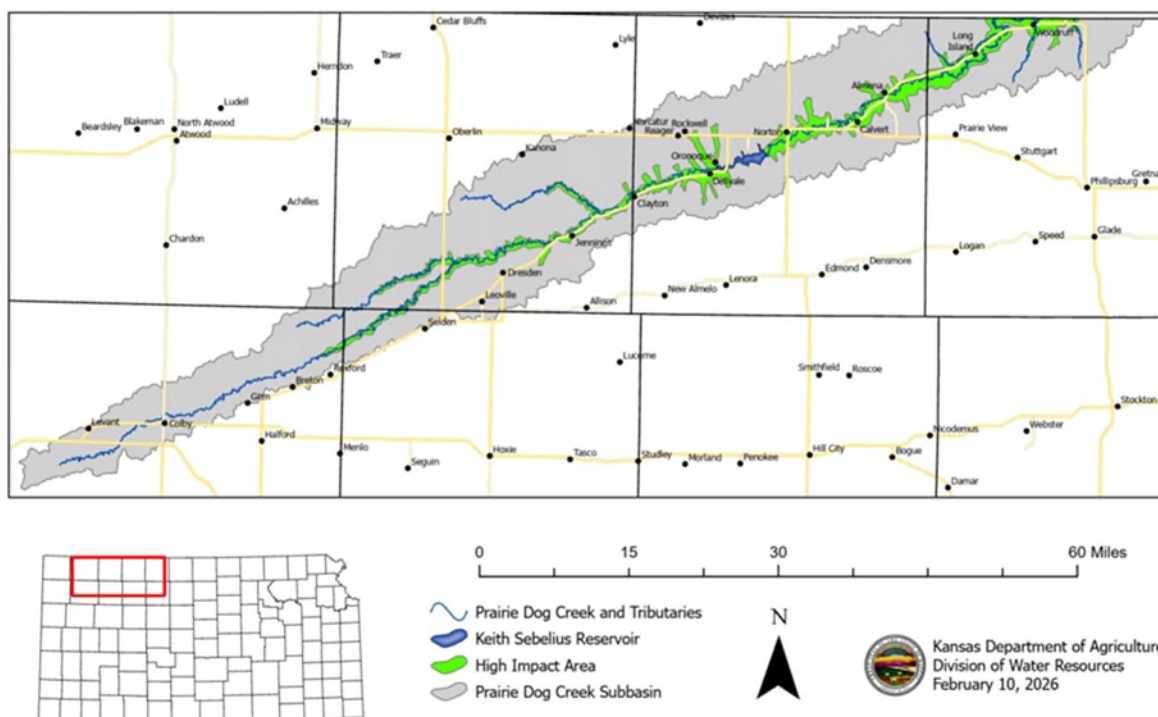 Cedar Bluffs
Devizes
Lyle
Traer
Long
Island
Woodruff
Herndon
Almena
Ludell
Beardsley
Blakeman
North Atwood
Atwood
Midway
Oberlin
Norcatur
Rockwell
Reager
Norton
Calvert
Prairie View
Kanona
Oronoque
Dellvale
Stuttgart
Phillipsburg
Gretna
Achilles
Clayton
Chardon
Jennings
Logan
Speed
Glade
Dresden
Lenora
Edmond
Densmore
Leoville
Allison
New Almelo
Selden
Lucerne
Smithfield
Roscoe
Rexford
Breton
Gem
Stockton
Levant
Colby
Halford
Menlo
Seguin
Hoxie
Tasco
Studley
Morland
Penokee
Hill City
Nicodemus
Bogue
Webster
Damar
0 15 30 60 Miles
Prairie Dog Creek and Tributaries
Keith Sebelius Reservoir
High Impact Area
Prairie Dog Creek Subbasin
N
Kansas Department of Agriculture
Division of Water Resources
February 10, 2026